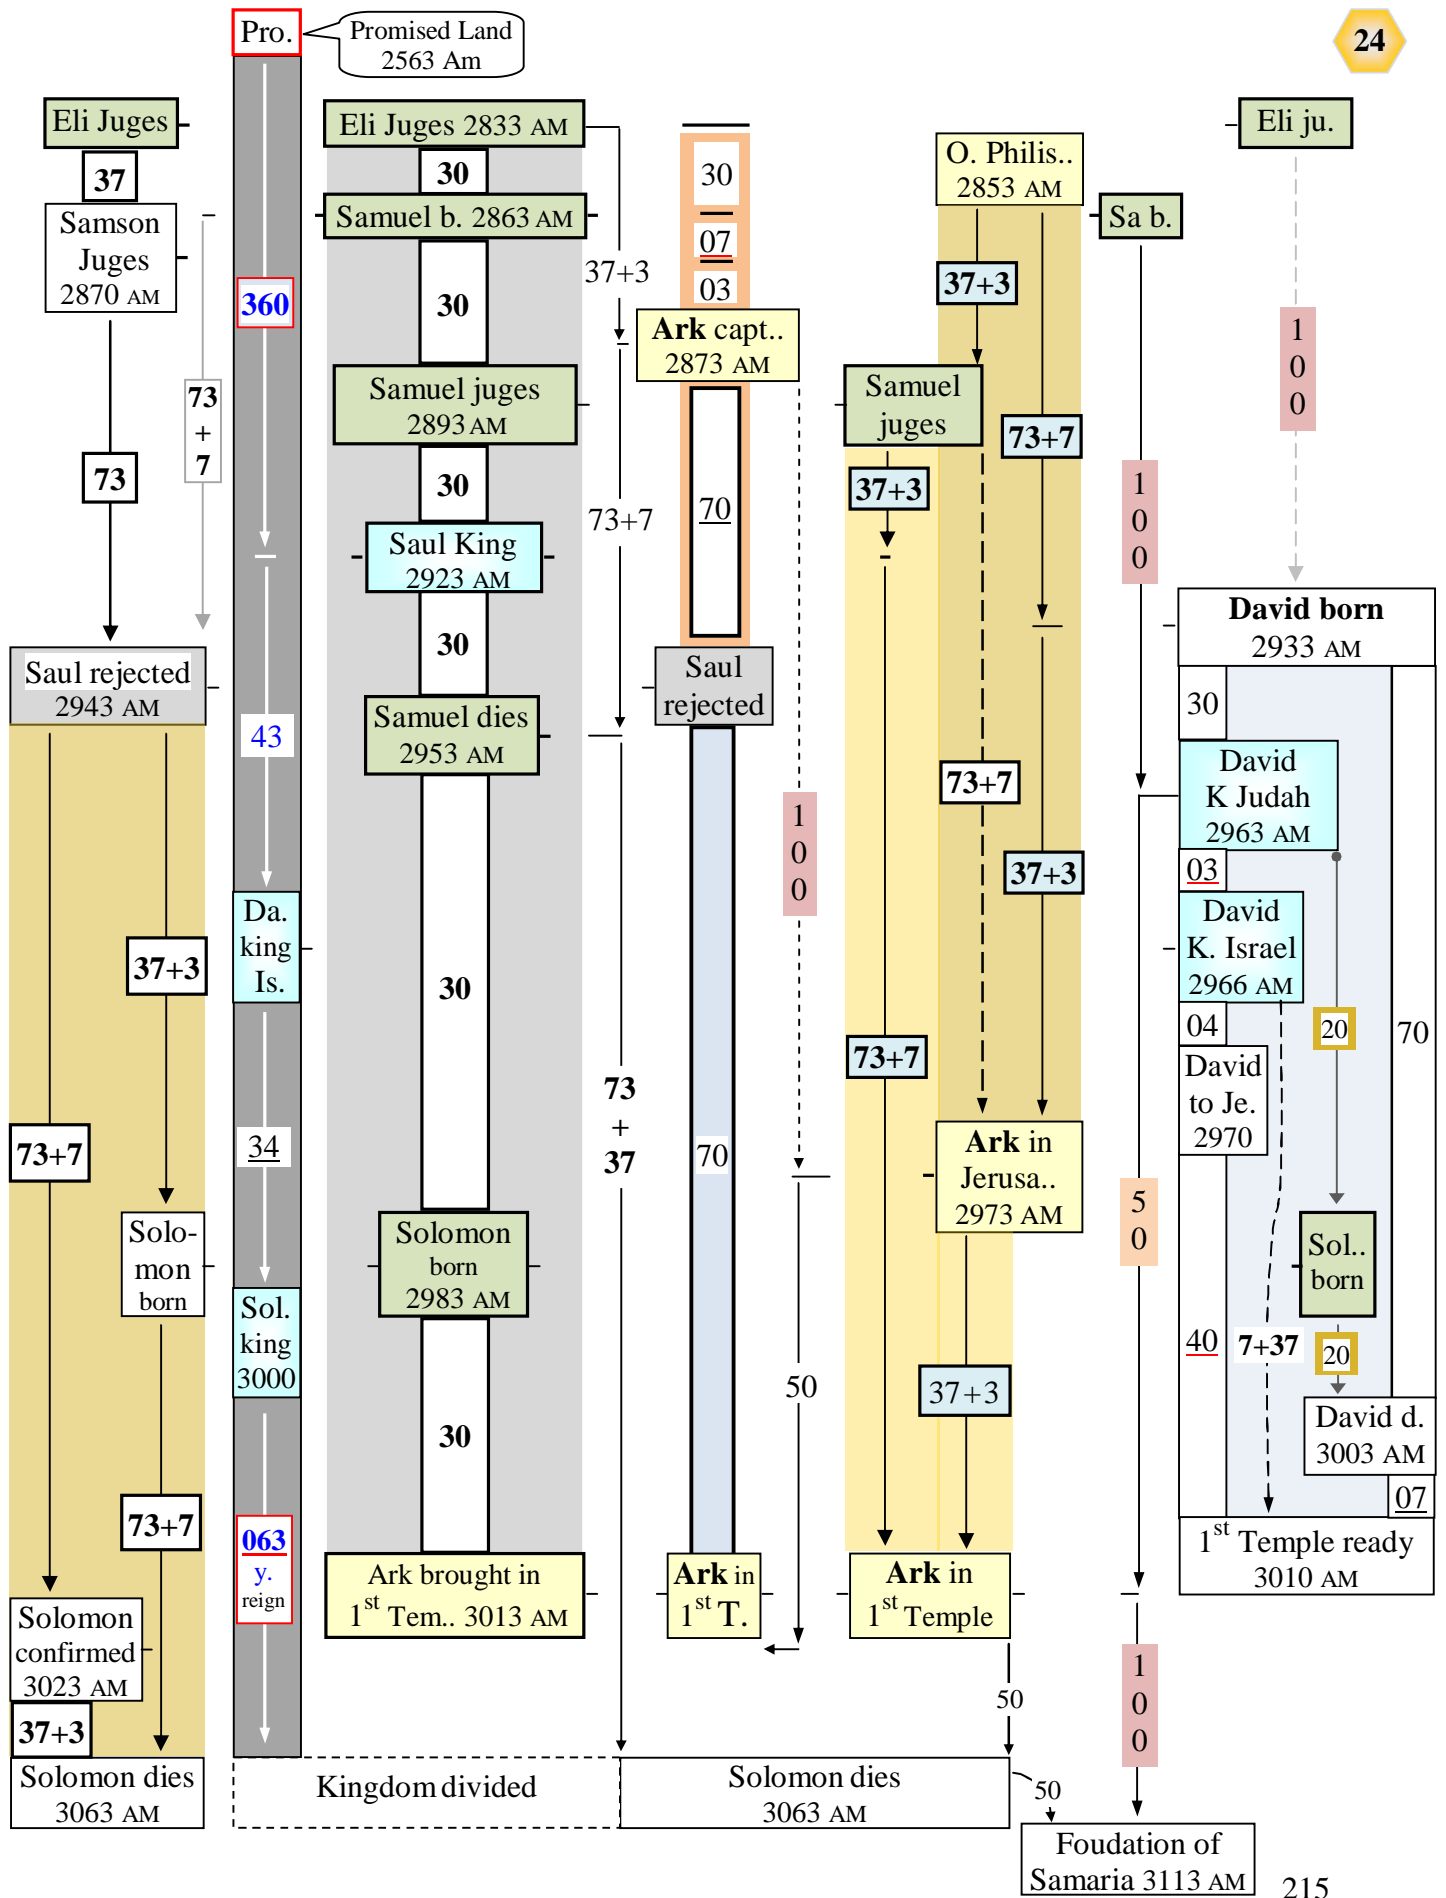 Pro.
Promised Land
2563 Am
24
Eli Juges
37
Samson
Juges
2870 AM
73
73
+
7
Saul rejected
2943 AM
37+3
73+7
Solo-
mon
born
73+7
Solomon
confirmed
3023 AM
37+3
Solomon dies
3063 AM
360
43
Da.
king
Is.
34
Sol.
king
3000
063
y.
reign
Eli Juges 2833 AM
30
Samuel b. 2863 AM
30
Samuel juges
2893 AM
30
Saul King
2923 AM
30
Samuel dies
2953 AM
30
Solomon
born
2983 AM
30
Ark brought in
1st Tem.. 3013 AM
Kingdom divided
37+3
73+7
73
+
37
Solomon dies
3063 AM
30
07
03
Ark capt..
2873 AM
70
Saul
rejected
70
Ark in
1st T.
1
0
0
50
O. Philis..
2853 AM
37+3
73+7
Samuel
juges
37+3
73+7
37+3
73+7
Ark in
Jerusa..
2973 AM
37+3
Ark in
1st Temple
50
50
Sa b.
1
0
0
5
0
1
0
0
Foudation of
Samaria 3113 AM
Eli ju.
1
0
0
David born
2933 AM
30
David
K Judah
2963 AM
03
David
K. Israel
2966 AM
04
David
to Je.
2970
20
70
Sol..
born
40
7+37
20
David d.
3003 AM
07
1st Temple ready
3010 AM
215